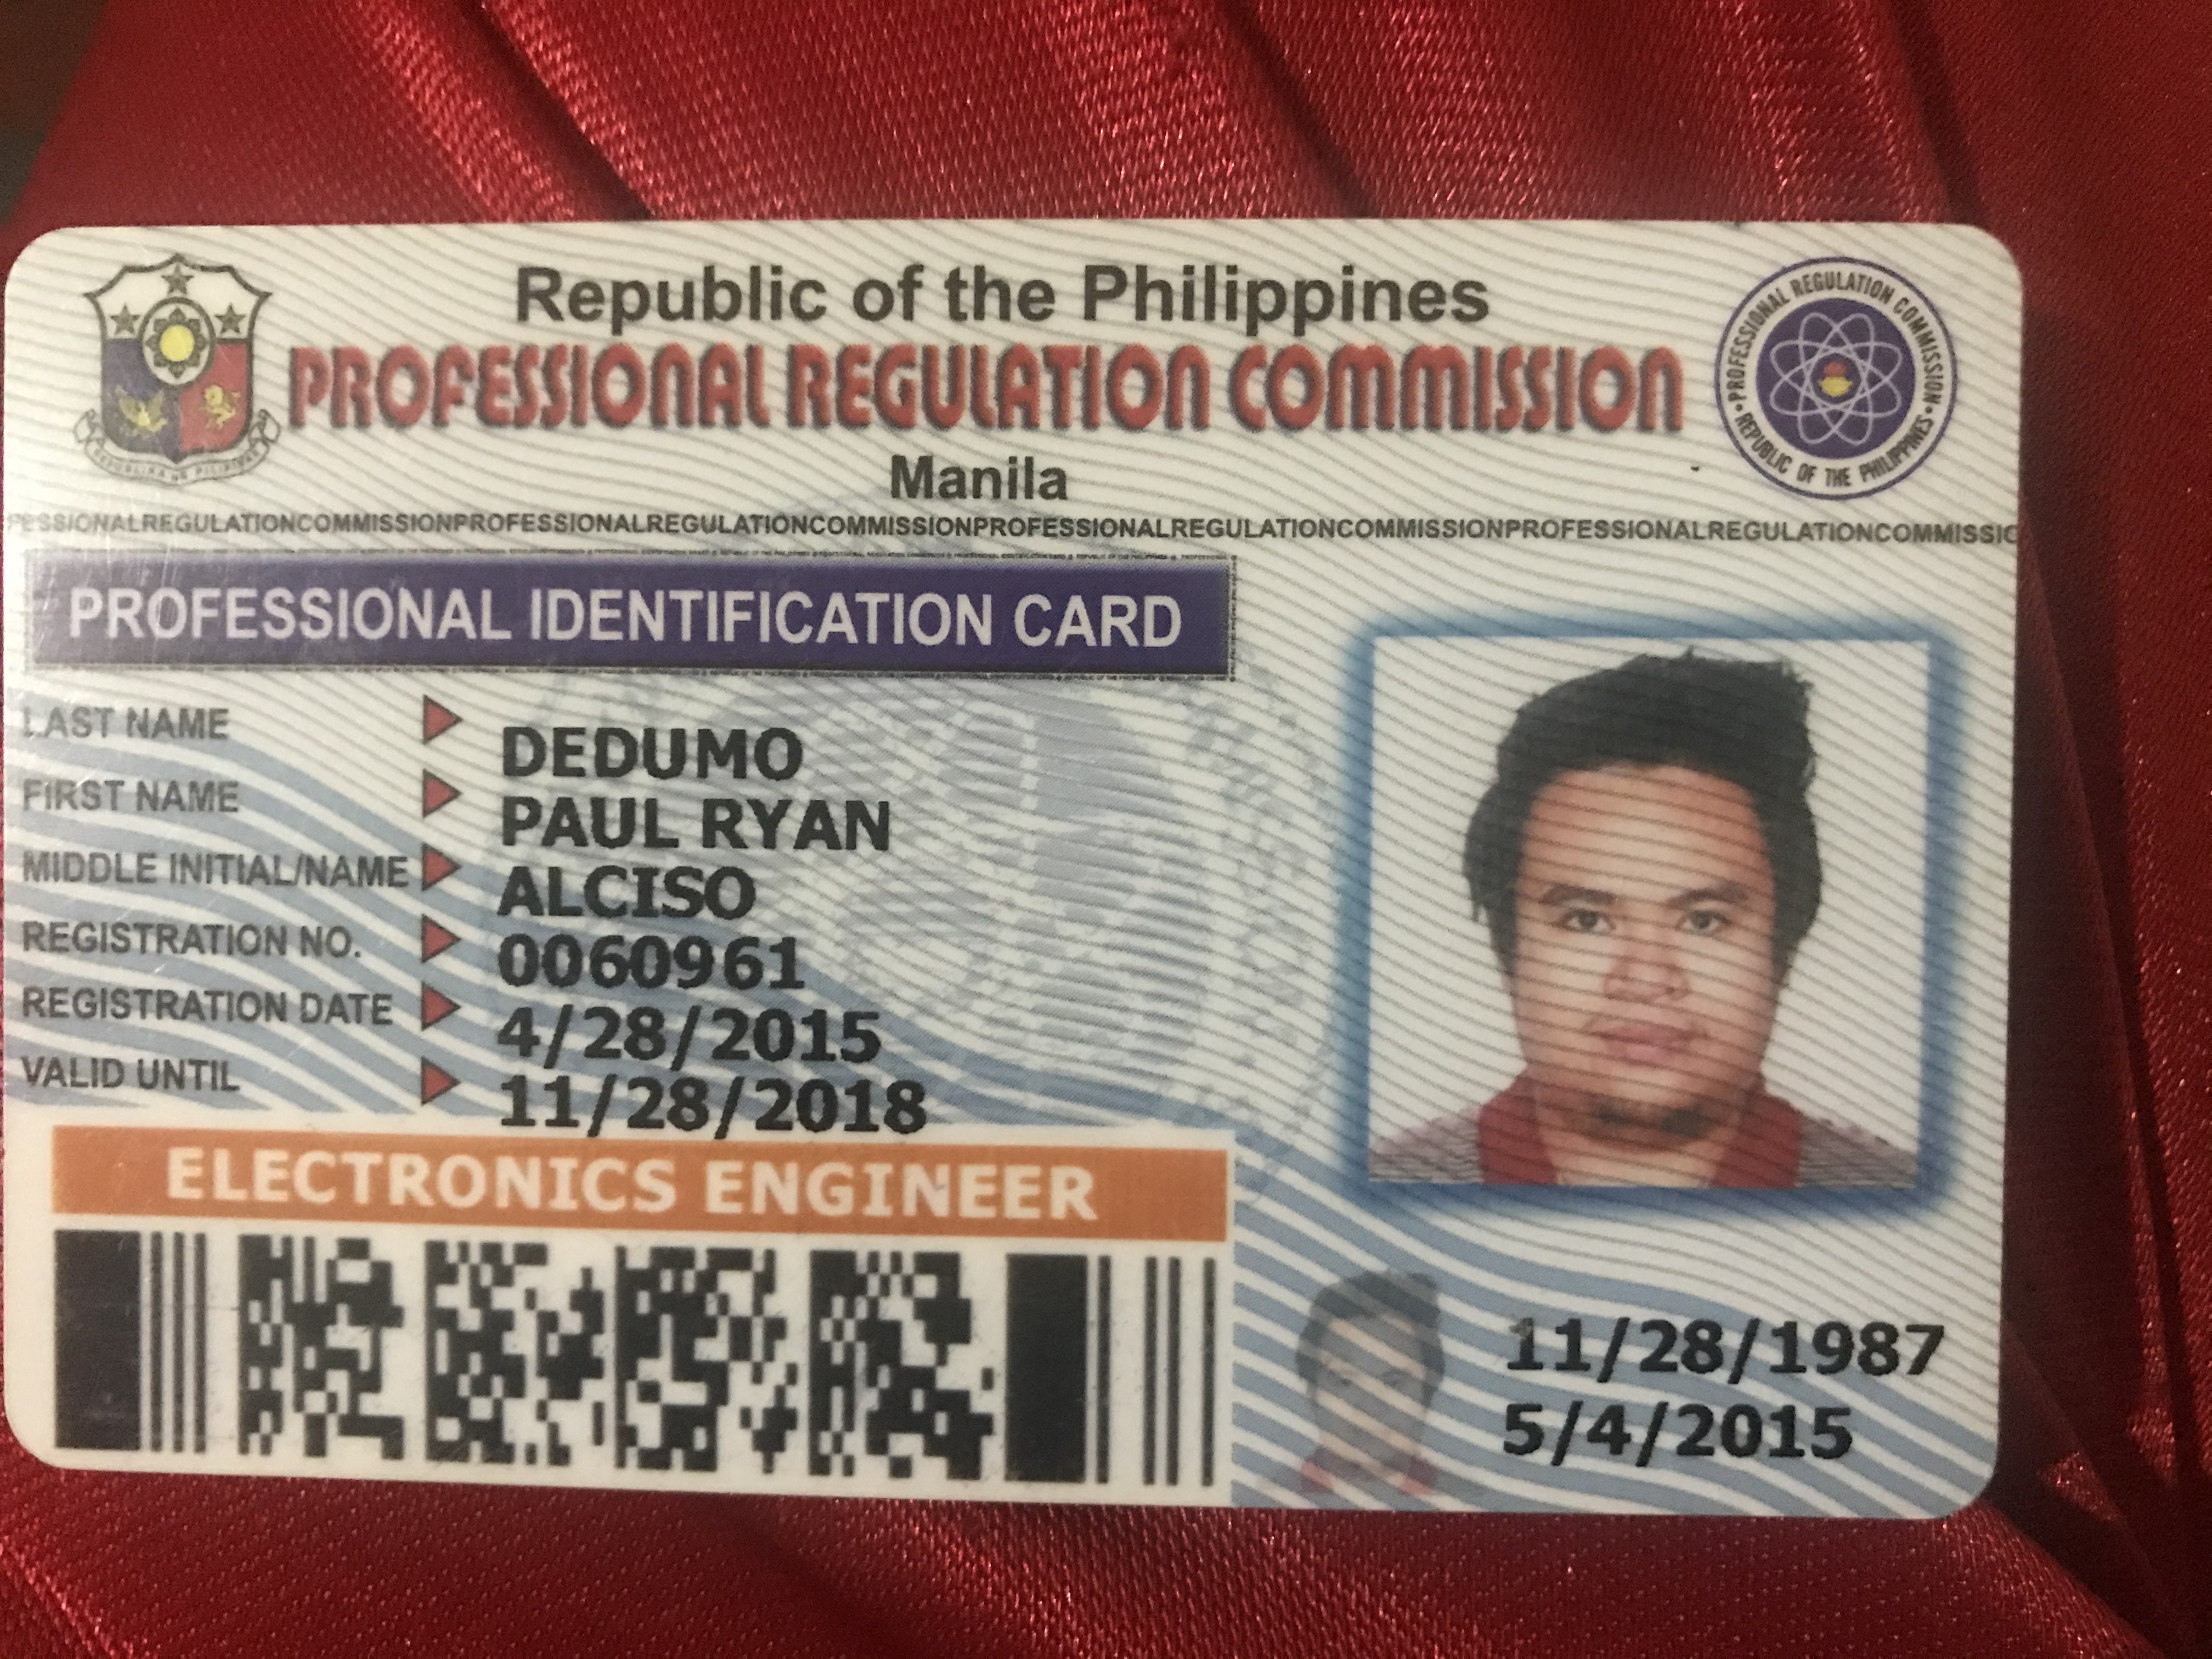 Republic of the Philippines
PROFESSIONAL REGULATION COMMISSION
Manila
PROFESSIONAL REGULATION COMMISSION
REPUBLIC OF THE PHILIPPINES
REPUBLIKA NG PILIPINAS
FESSIONALREGULATIONCOMMISSIONPROFESSIONALREGULATIONCOMMISSIONPROFESSIONALREGULATIONCOMMISSIONPROFESSIONALREGULATIONCOMMISSIO
PROFESSIONAL IDENTIFICATION CARD
LAST NAME DEDUMO
FIRST NAME PAUL RYAN
MIDDLE INITIAL/NAME ALCISO
REGISTRATION NO. 0060961
REGISTRATION DATE 4/28/2015
VALID UNTIL 11/28/2018
ELECTRONICS ENGINEER
11/28/1987
5/4/2015